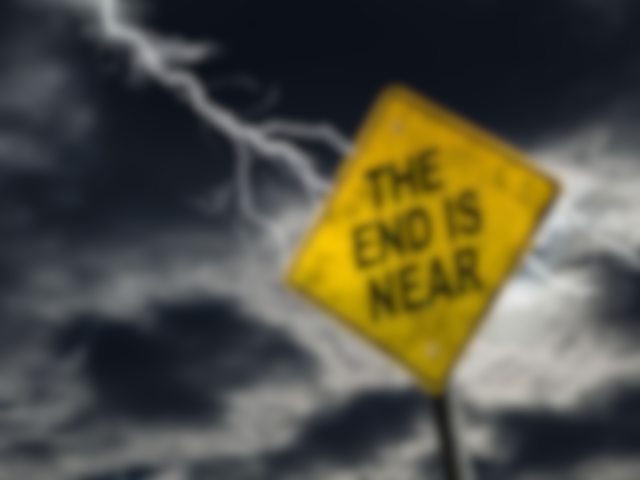 THE
END IS
NEAR